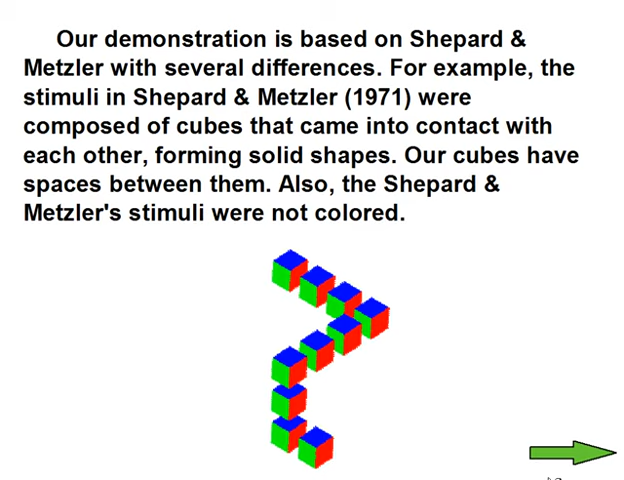 Our demonstration is based on Shepard &
Metzler with several differences. For example, the
stimuli in Shepard & Metzler (1971) were
composed of cubes that came into contact with
each other, forming solid shapes. Our cubes have
spaces between them. Also, the Shepard &
Metzler's stimuli were not colored.